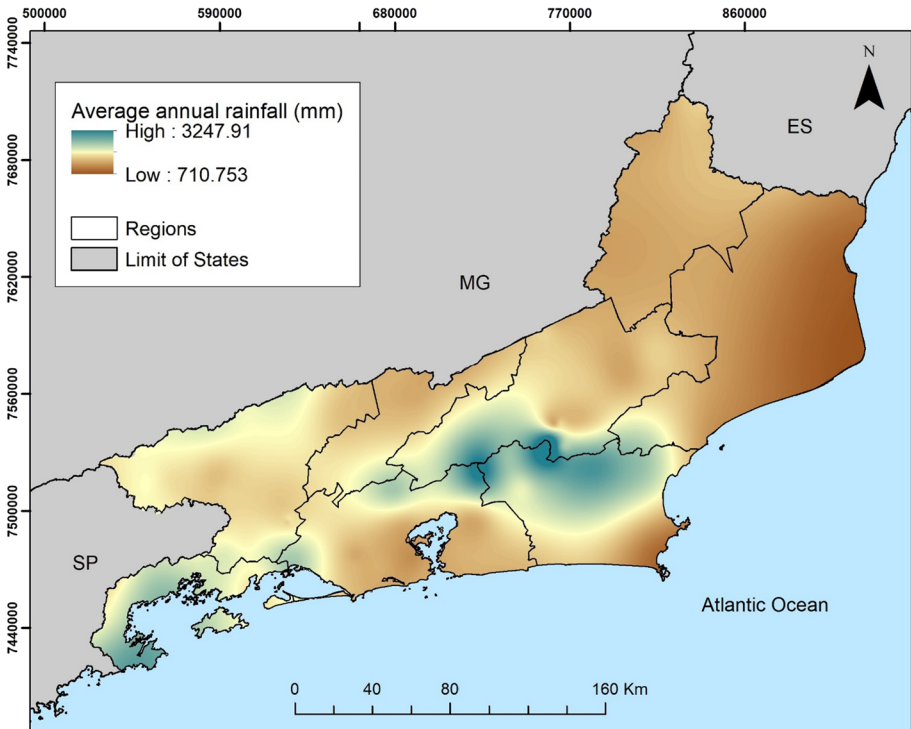 500000 590000 680000 770000 860000
7740000
7680000
7620000
7560000
7500000
7440000
N
Average annual rainfall (mm)
High : 3247.91
Low : 710.753
Regions
Limit of States
ES
MG
SP
Atlantic Ocean
0 40 80 160 Km